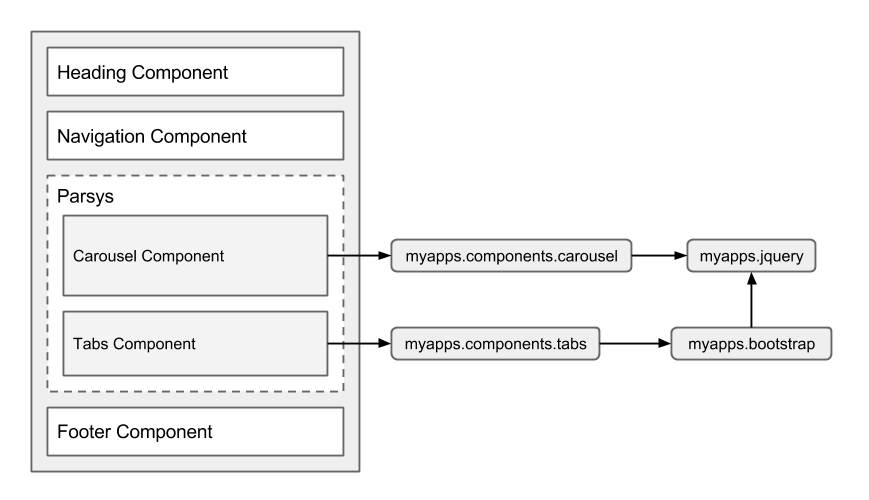 Heading Component
Navigation Component
Parsys
Carousel Component
myapps.components.carousel
myapps.jquery
Tabs Component
myapps.components.tabs
myapps.bootstrap
Footer Component